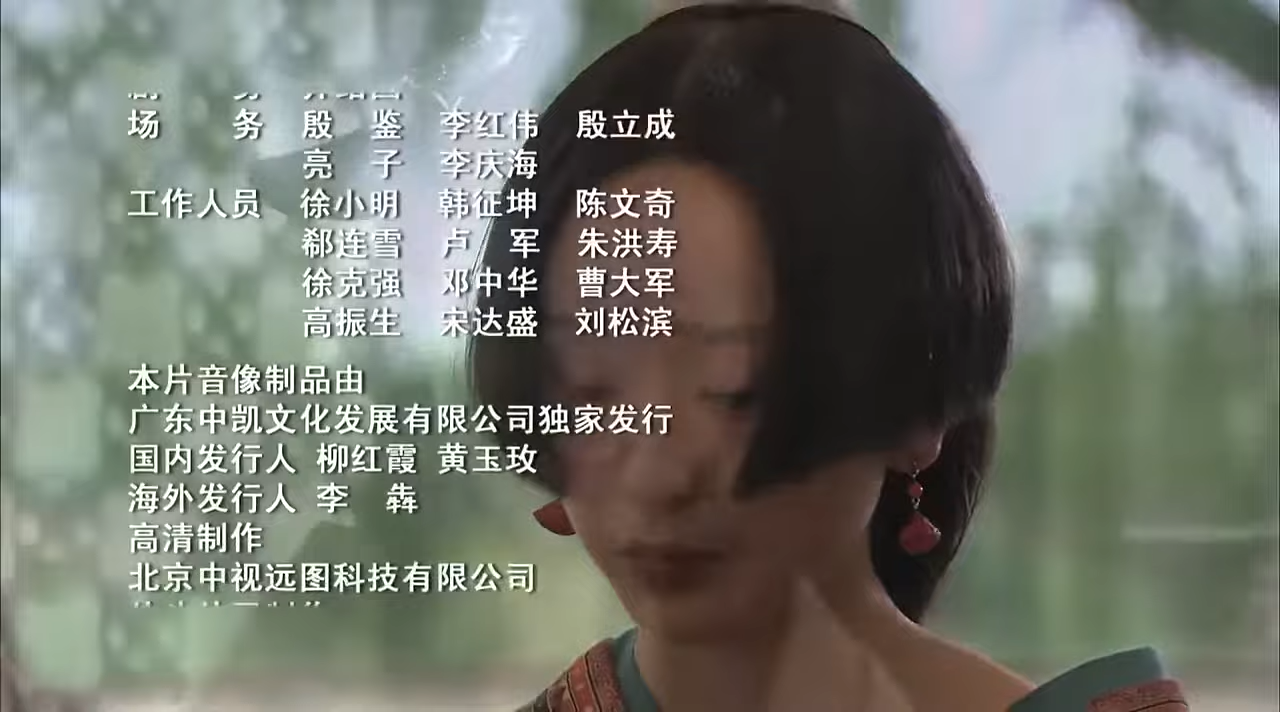 场　务 殷　鉴 李红伟 殷立成
亮　子 李庆海
工作人员 徐小明 韩征坤 陈文奇
郗连雪 卢　军 朱洪寿
徐克强 邓中华 曹大军
高振生 宋达盛 刘松滨
本片音像制品由
广东中凯文化发展有限公司独家发行
国内发行人 柳红霞 黄玉玫
海外发行人 李　犇
高清制作
北京中视远图科技有限公司